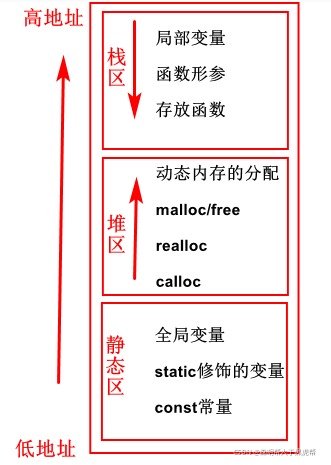 高地址
栈区
局部变量
函数形参
存放函数
堆区
动态内存的分配
malloc/free
realloc
calloc
静态区
全局变量
static修饰的变量
const常量
低地址